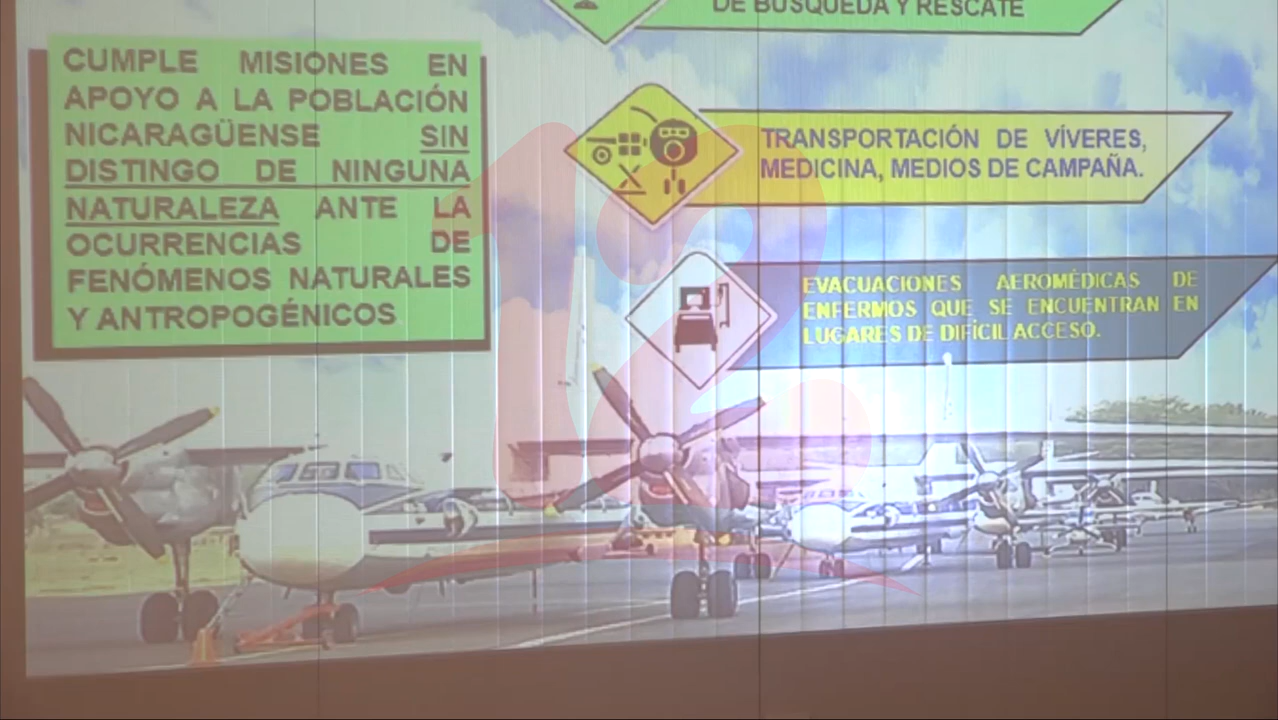 DE BÚSQUEDA Y RESCATE
CUMPLE MISIONES EN
APOYO A LA POBLACIÓN
NICARAGÜENSE SIN
DISTINGO DE NINGUNA
NATURALEZA ANTE LA
OCURRENCIAS DE
FENÓMENOS NATURALES
Y ANTROPOGÉNICOS
TRANSPORTACIÓN DE VÍVERES,
MEDICINA, MEDIOS DE CAMPAÑA.
EVACUACIONES AEROMÉDICAS DE
ENFERMOS QUE SE ENCUENTRAN EN
LUGARES DE DIFÍCIL ACCESO.
12